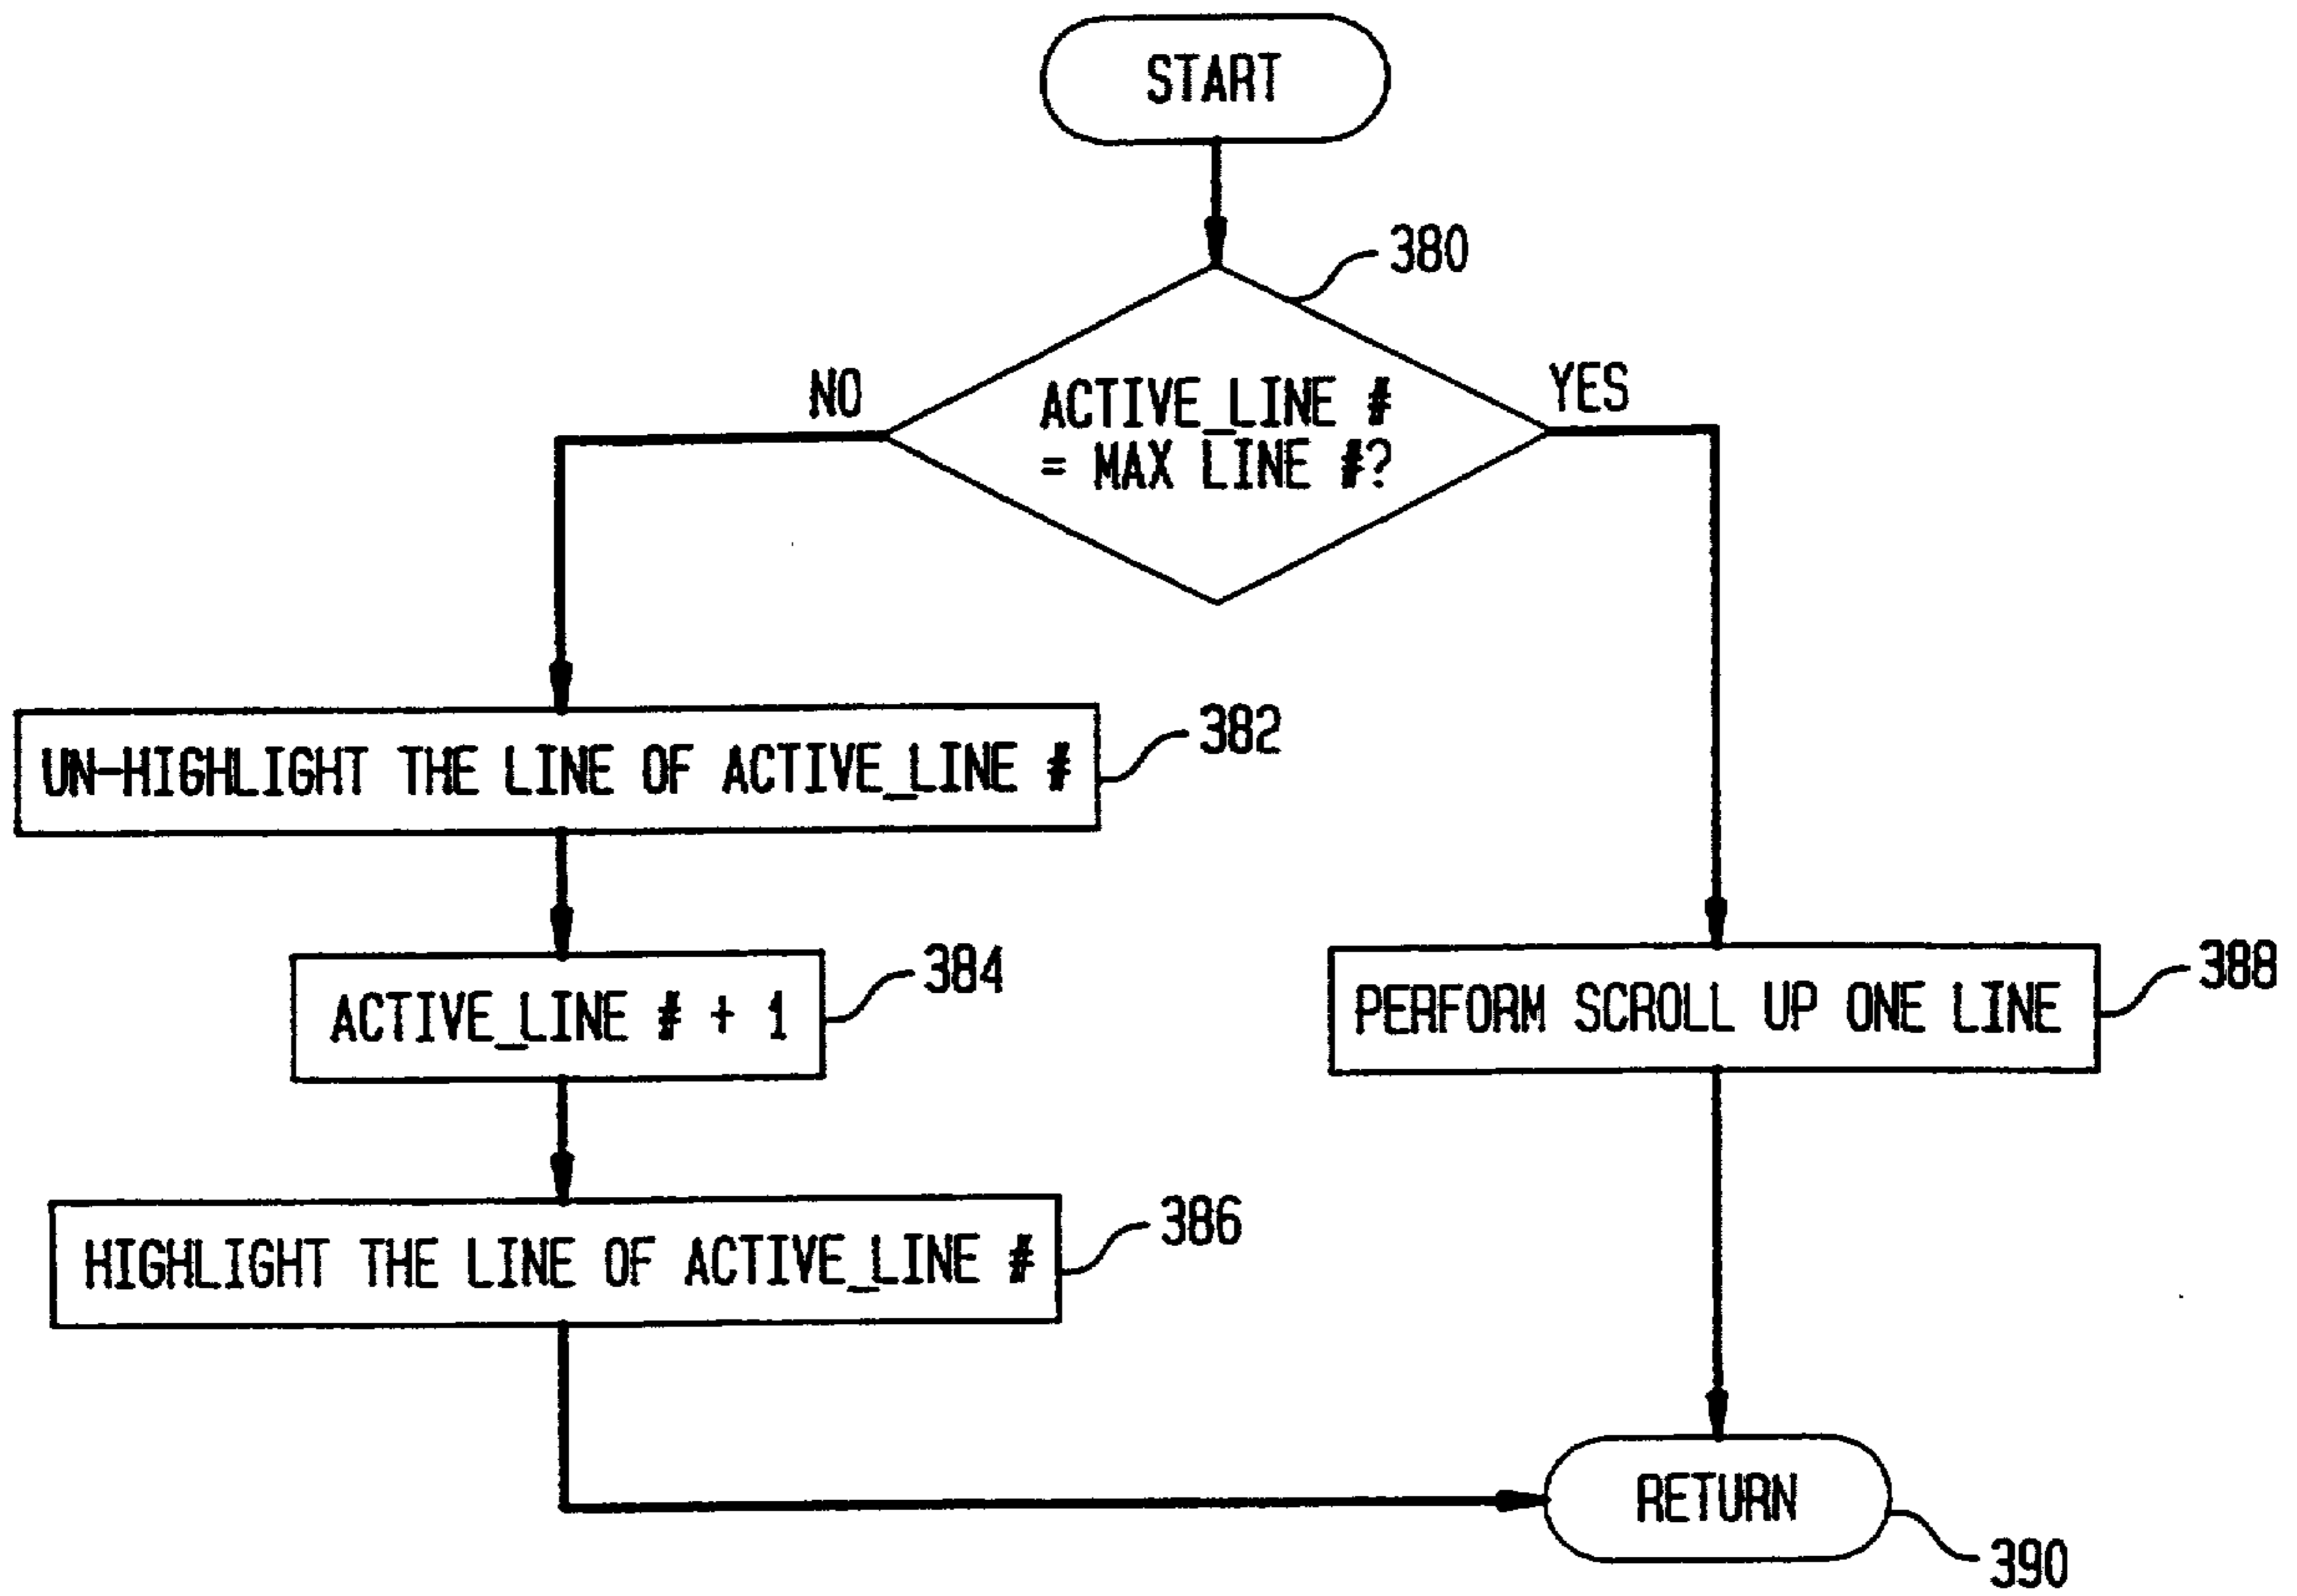 START
380
NO
YES
ACTIVE_LINE #
= MAX LINE #?
382
UN-HIGHLIGHT THE LINE OF ACTIVE_LINE #
384
ACTIVE_LINE # + 1
388
PERFORM SCROLL UP ONE LINE
386
HIGHLIGHT THE LINE OF ACTIVE_LINE #
RETURN
390